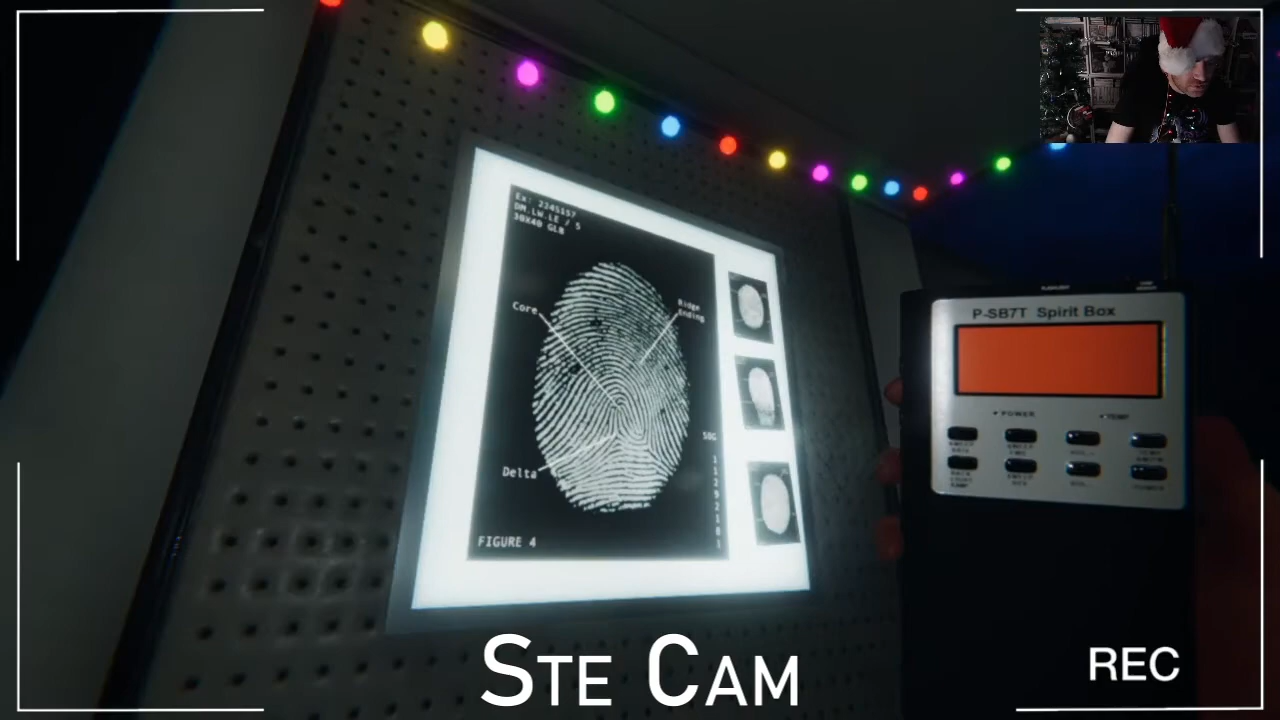 Ex: 2245157
DM.LW.LE / 5
30X40 GLB
Core
Ridge
Ending
Delta
50G
FIGURE 4
P-SB7T Spirit Box
POWER
STE CAM
REC